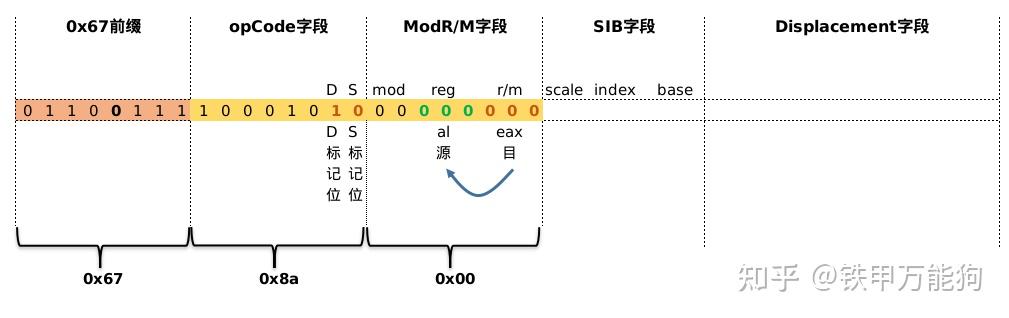 0x67前缀 opCode字段 ModR/M字段 SIB字段 Displacement字段
D S mod reg r/m scale index base
0 1 1 0 0 1 1 1 1 0 0 0 1 0 1 0 0 0 0 0 0 0 0 0
D S al eax
标 标 源 目
记 记
位 位
0x67 0x8a 0x00
知乎 @铁甲万能狗